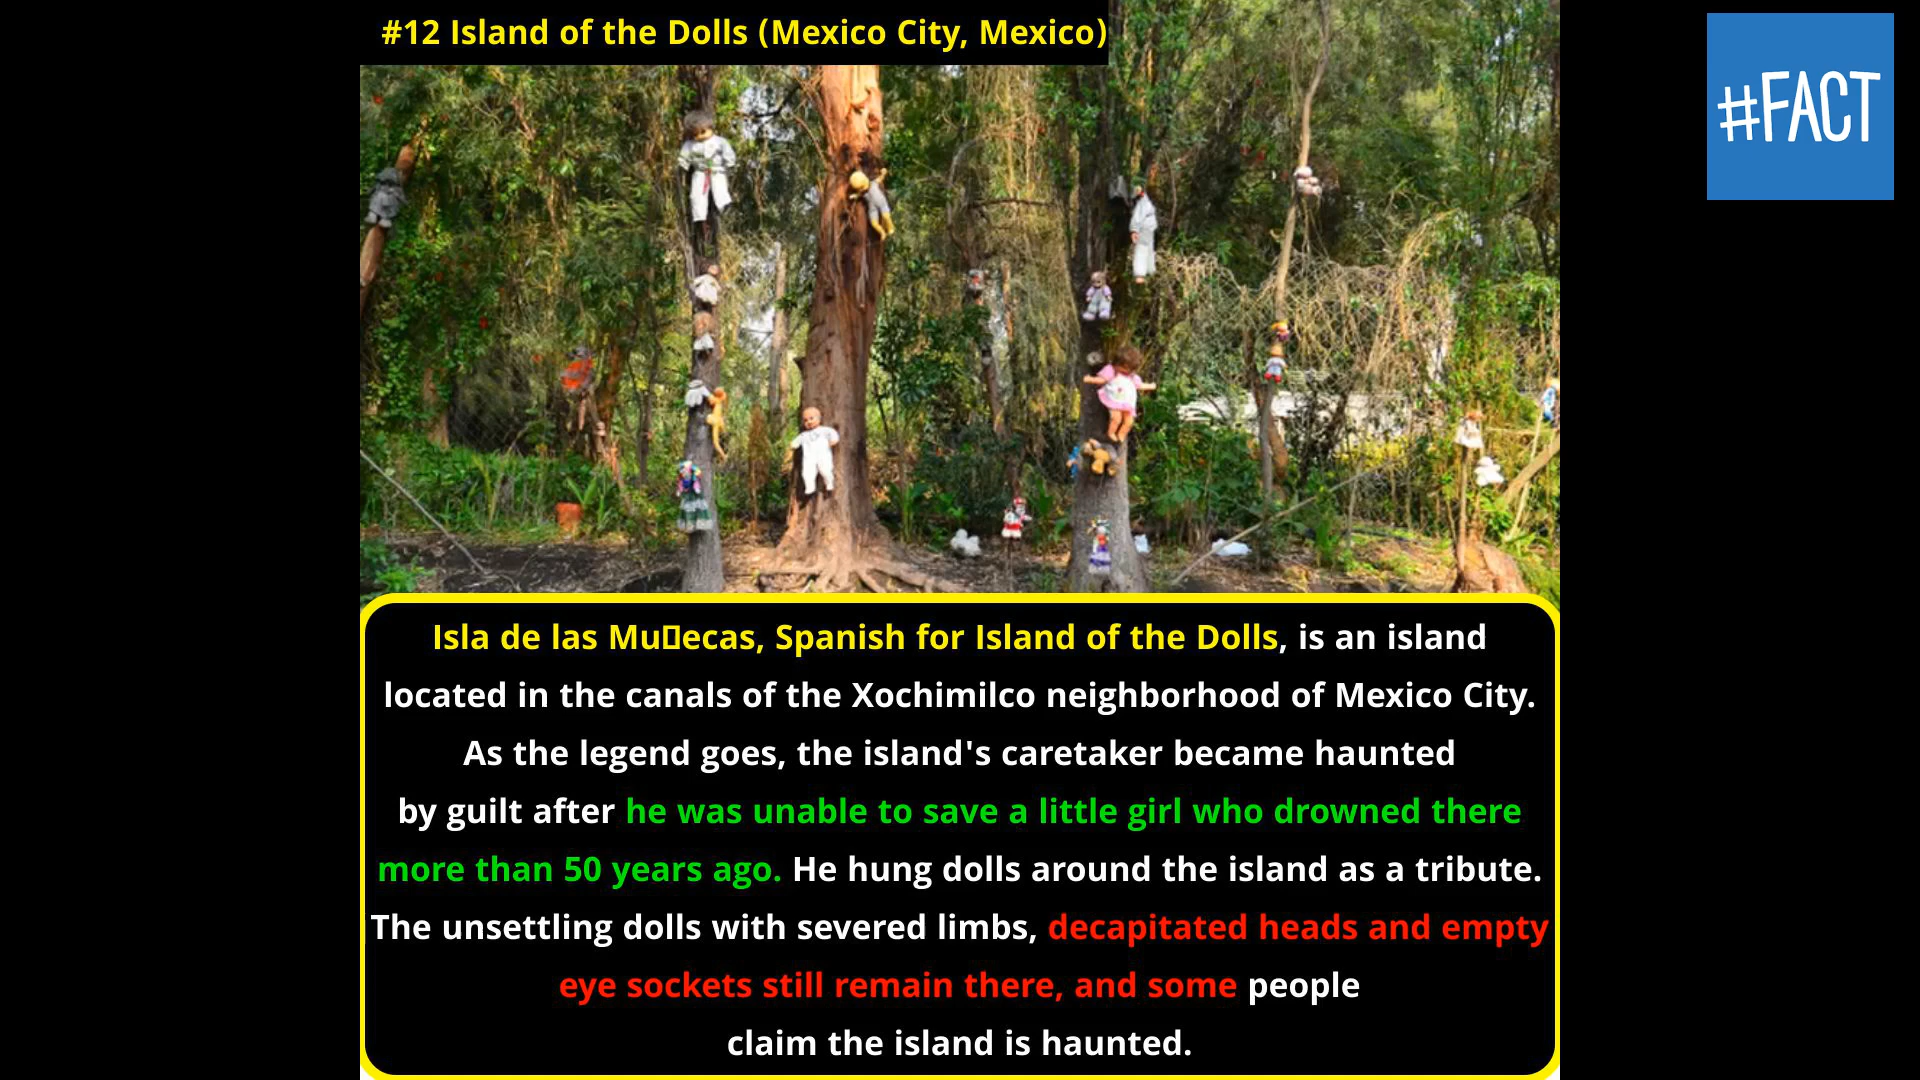 #12 Island of the Dolls (Mexico City, Mexico)
#FACT
Isla de las Mu▯ecas, Spanish for Island of the Dolls, is an island
located in the canals of the Xochimilco neighborhood of Mexico City.
As the legend goes, the island's caretaker became haunted
by guilt after he was unable to save a little girl who drowned there
more than 50 years ago. He hung dolls around the island as a tribute.
The unsettling dolls with severed limbs, decapitated heads and empty
eye sockets still remain there, and some people
claim the island is haunted.